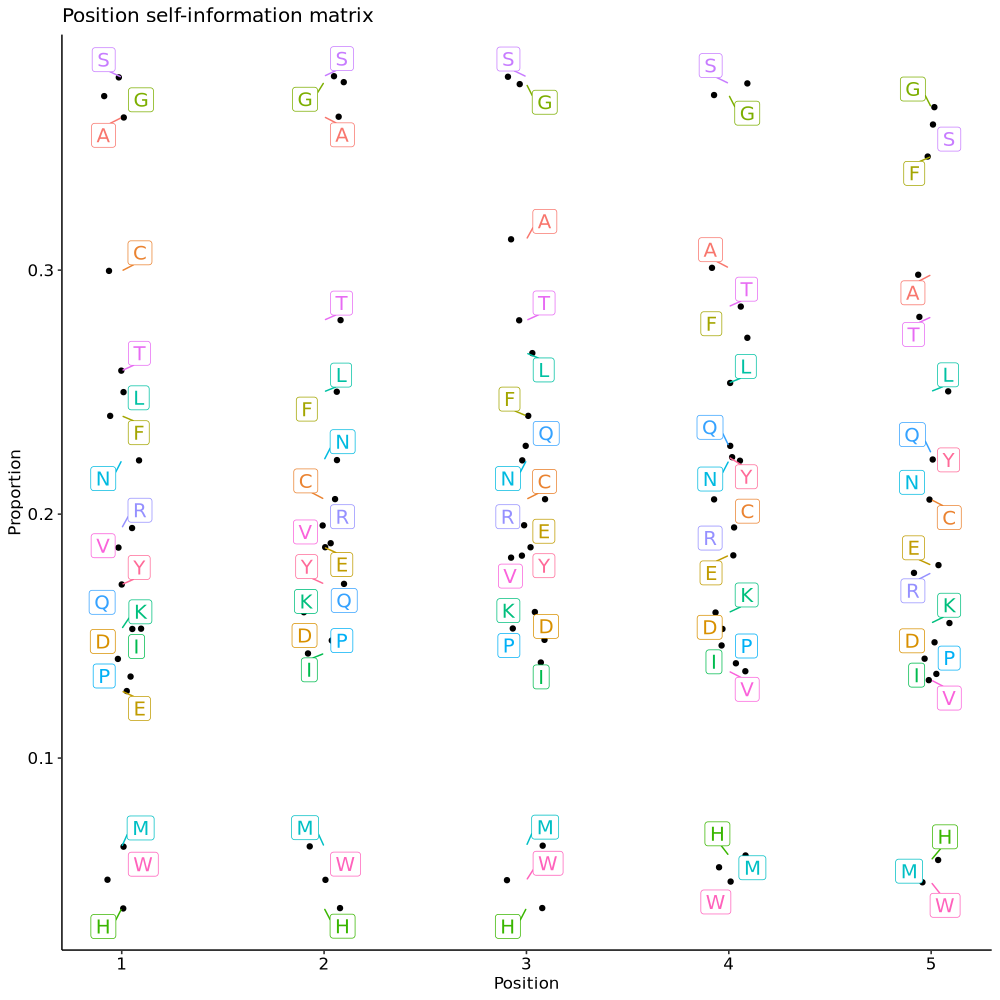 Position self-information matrix
S S S S G
G G G G S
A A A A F
C T T T A
T L L F T
L F F L L
F N Q Q Q
N C N N Y
R R C Y N
V V R C C
Y E E R E
Q Y Y E R
K K V K K
D Q K D D
I D D P P
P P P I I
E I I V V
M M M H H
W W W M M
H H H W W
0.3
0.2
0.1
Proportion
1 2 3 4 5
Position